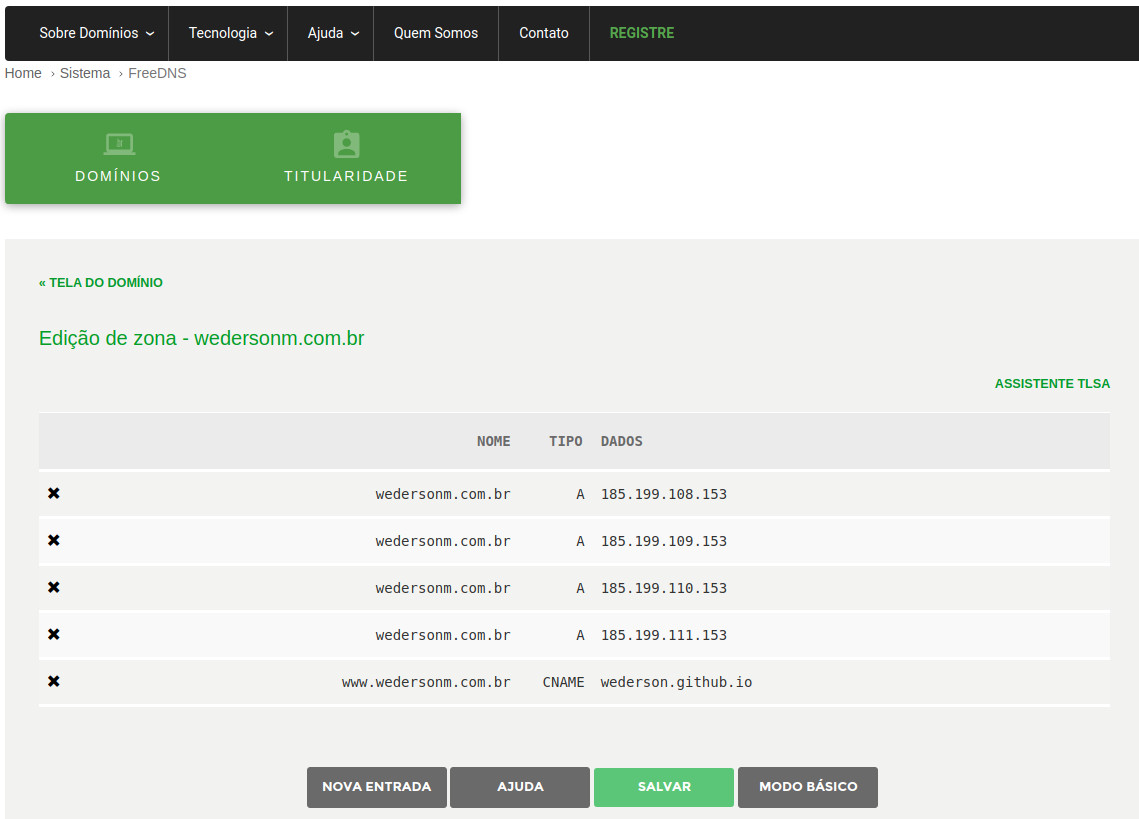 Sobre Domínios Tecnologia Ajuda Quem Somos Contato REGISTRE
Home › Sistema › FreeDNS
DOMÍNIOS TITULARIDADE
« TELA DO DOMÍNIO
Edição de zona - wedersonm.com.br
ASSISTENTE TLSA
NOME TIPO DADOS
✖ wedersonm.com.br A 185.199.108.153
✖ wedersonm.com.br A 185.199.109.153
✖ wedersonm.com.br A 185.199.110.153
✖ wedersonm.com.br A 185.199.111.153
✖ www.wedersonm.com.br CNAME wederson.github.io
NOVA ENTRADA AJUDA SALVAR MODO BÁSICO